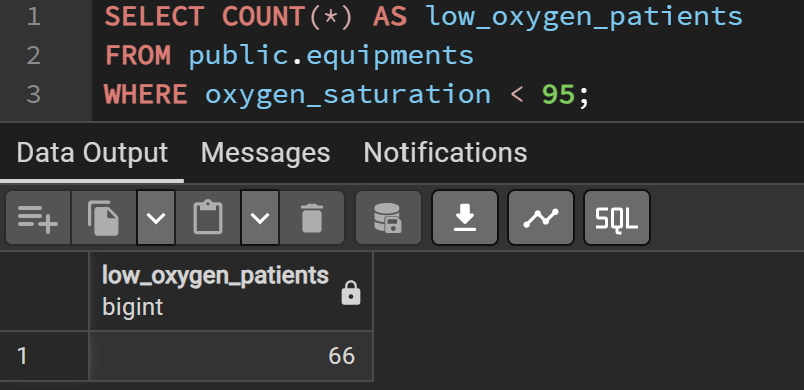 1 SELECT COUNT(*) AS low_oxygen_patients
2 FROM public.equipments
3 WHERE oxygen_saturation < 95;
Data Output Messages Notifications
SQL
low_oxygen_patients
bigint
1 66